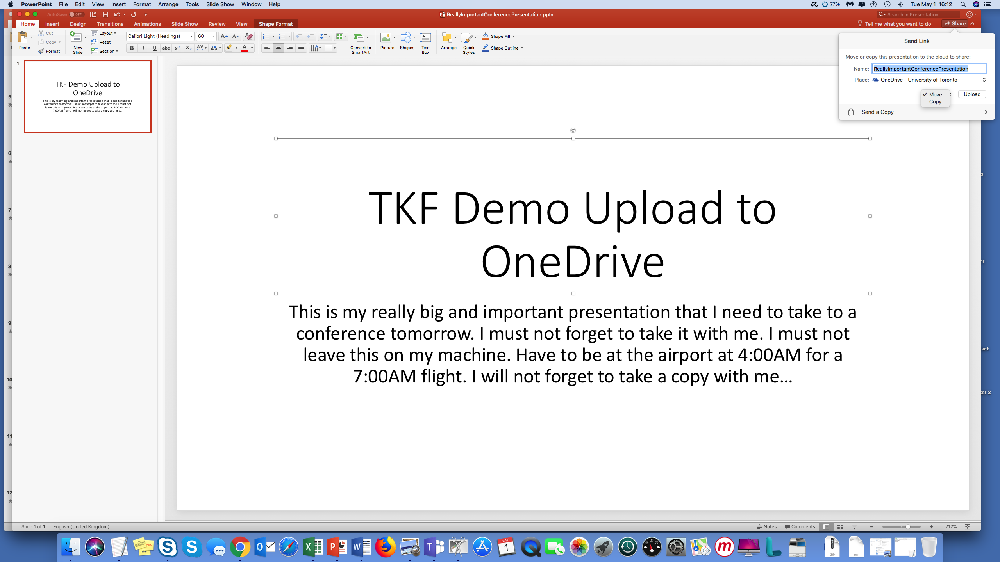 PowerPoint File Edit View Insert Format Arrange Tools Slide Show Window Help
77% Tue May 1 16:12
AutoSave OFF
ReallyImportantConferencePresentation.pptx
Search in Presentation
Home Insert Design Transitions Animations Slide Show Review View Shape Format
Tell me what you want to do
Share
Paste
Cut
Copy
Format
New
Slide
Layout
Reset
Section
Calibri Light (Headings) 60
Convert to
SmartArt
Picture
Shapes
Text
Box
Arrange
Quick
Styles
Shape Fill
Shape Outline
Send Link
Move or copy this presentation to the cloud to share:
Name: ReallyImportantConferencePresentation
Place: OneDrive - University of Toronto
✓ Move
Copy
Upload
Send a Copy
1
TKF Demo Upload to
OneDrive
This is my really big and important presentation that I need to take to a
conference tomorrow. I must not forget to take it with me. I must not
leave this on my machine. Have to be at the airport at 4:00AM for a
7:00AM flight. I will not forget to take a copy with me...
5
6
7
8
9
10
11
12
TKF Demo Upload to
OneDrive
This is my really big and important presentation that I need to take to a
conference tomorrow. I must not forget to take it with me. I must not
leave this on my machine. Have to be at the airport at 4:00AM for a
7:00AM flight. I will not forget to take a copy with me...
Slide 1 of 1 English (United Kingdom)
Notes Comments 212%
MAY
1
ZIP
RTF